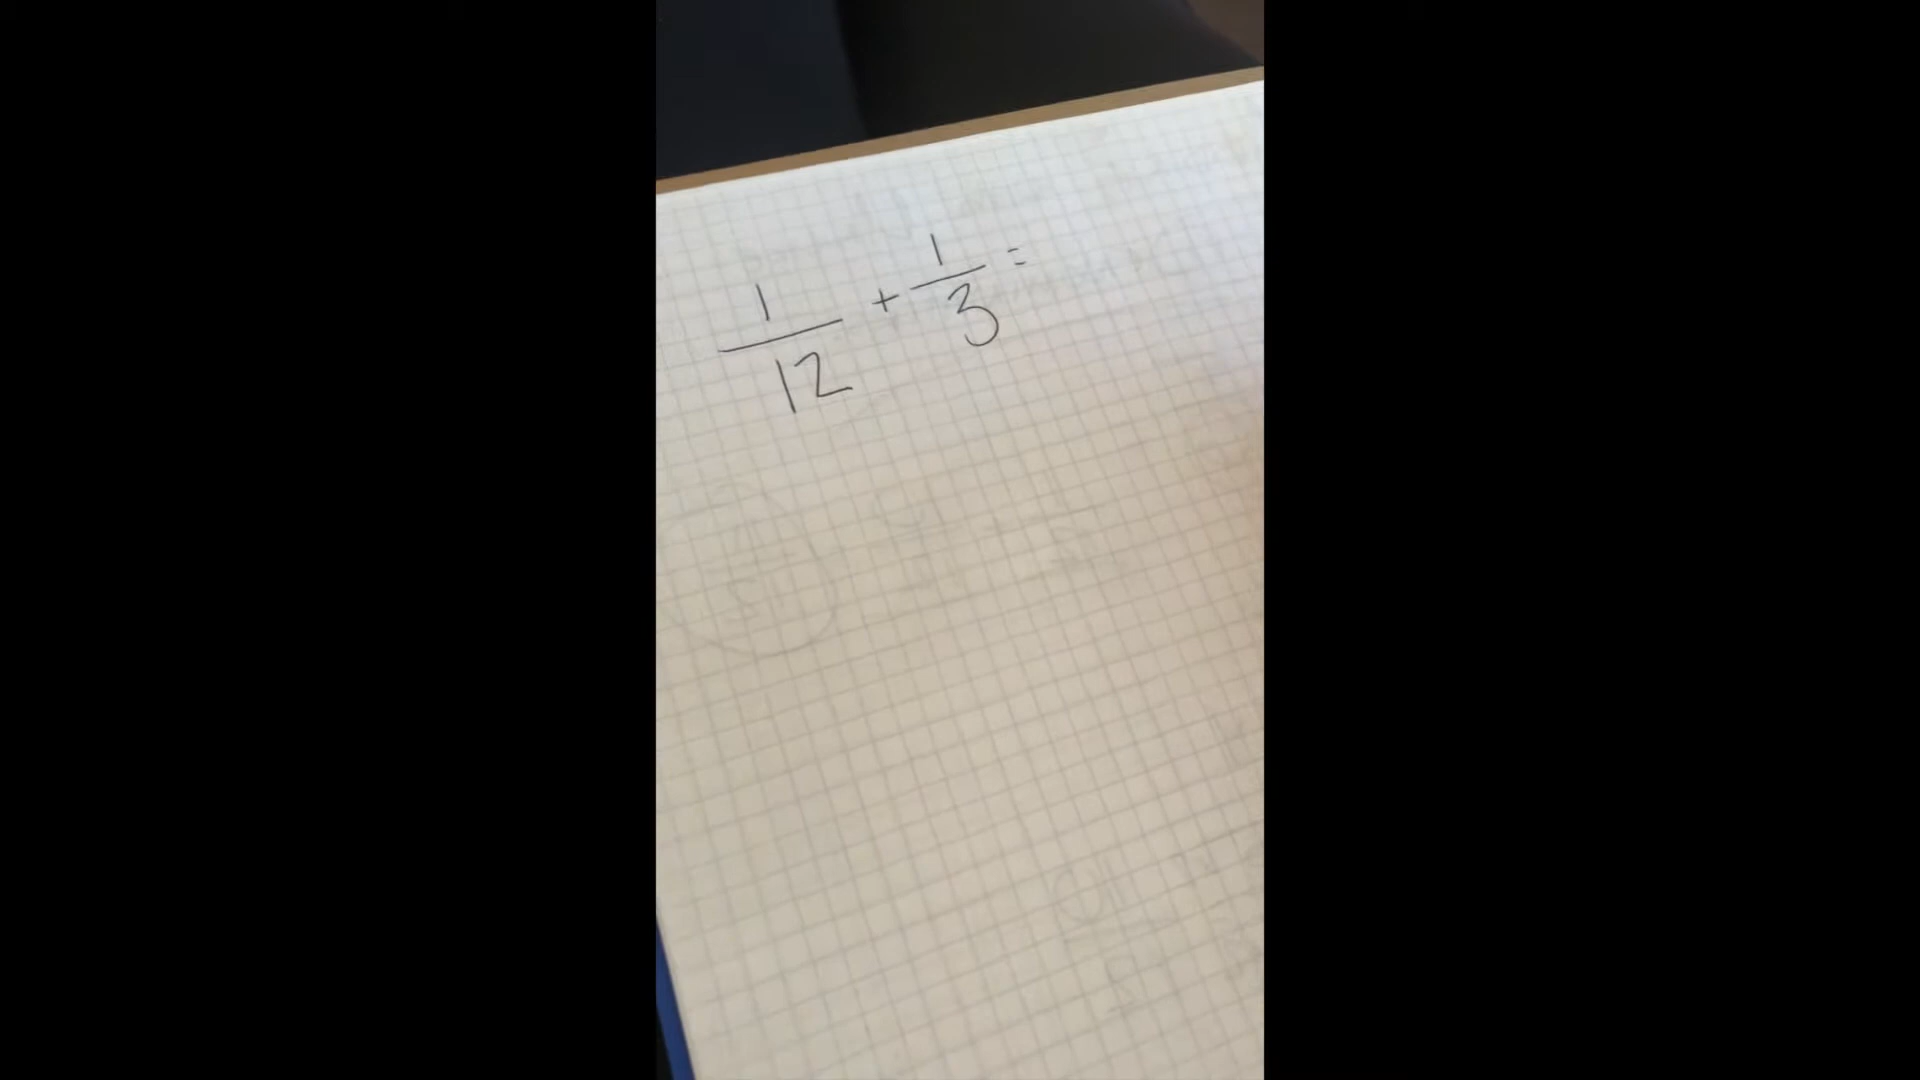 1/12 + 1/3 =